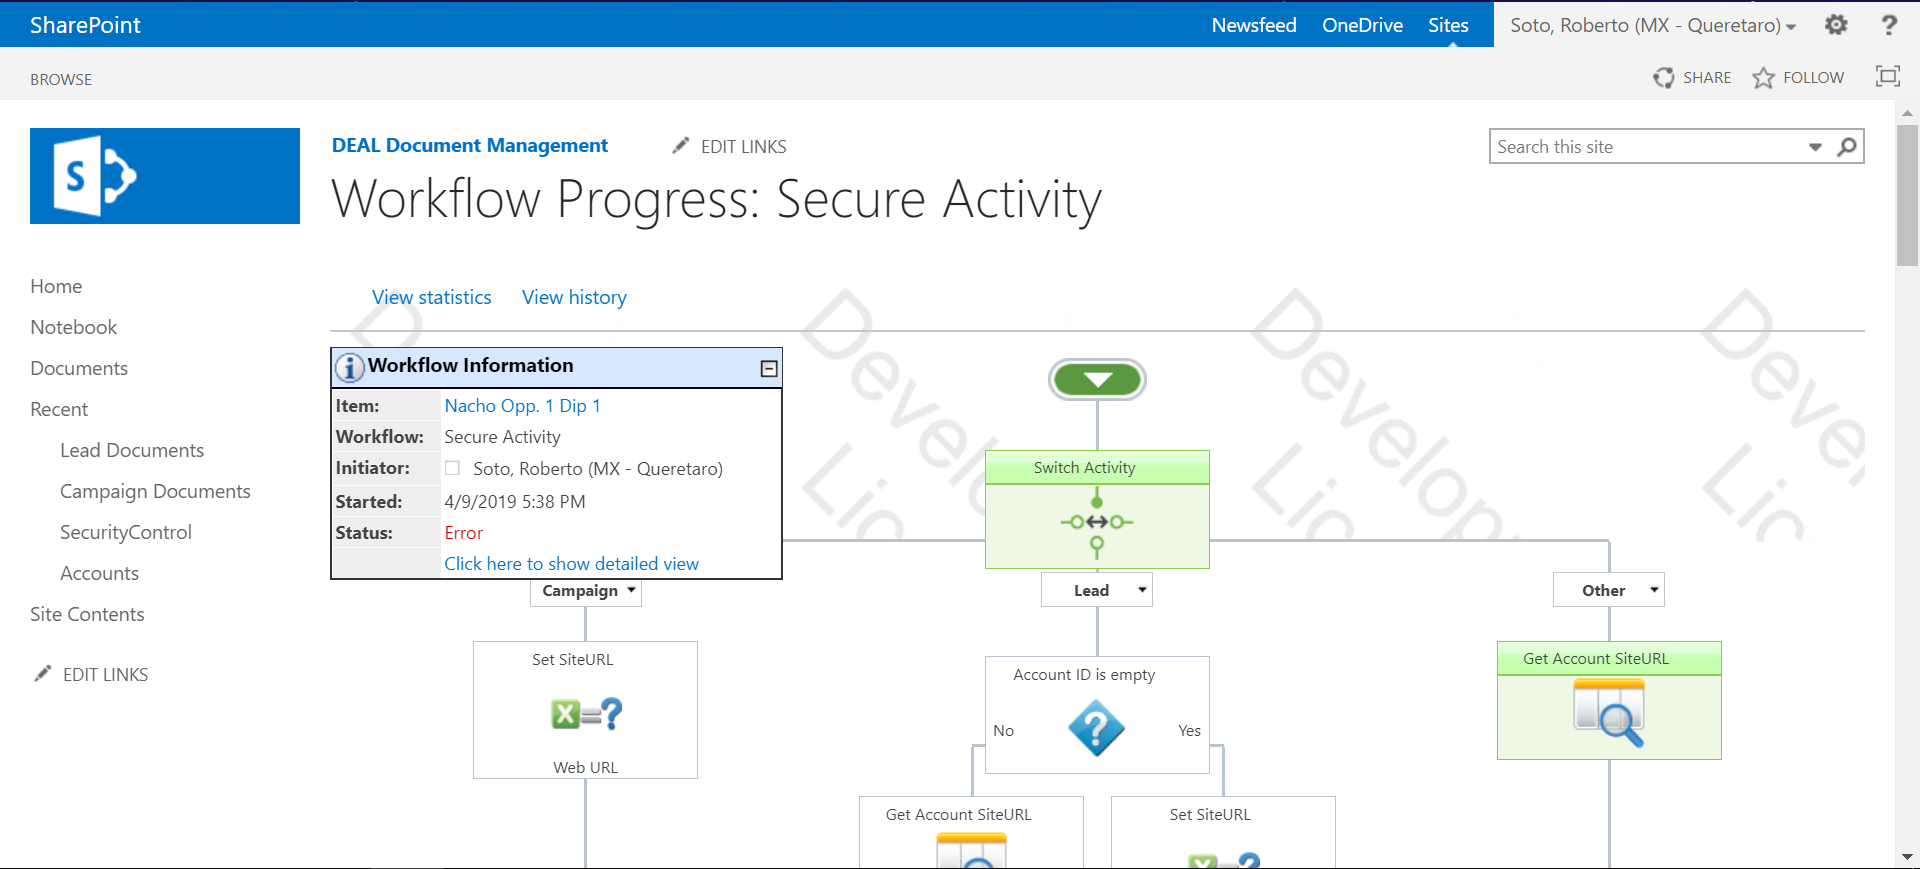 SharePoint
Newsfeed OneDrive Sites Soto, Roberto (MX - Queretaro)
BROWSE
SHARE FOLLOW
DEAL Document Management EDIT LINKS
Search this site
Workflow Progress: Secure Activity
Home
Notebook
Documents
Recent
Lead Documents
Campaign Documents
SecurityControl
Accounts
Site Contents
EDIT LINKS
View statistics View history
Workflow Information
Item: Nacho Opp. 1 Dip 1
Workflow: Secure Activity
Initiator: Soto, Roberto (MX - Queretaro)
Started: 4/9/2019 5:38 PM
Status: Error
Click here to show detailed view
Switch Activity
Campaign
Lead
Other
Set SiteURL
Web URL
Account ID is empty
No Yes
Get Account SiteURL
Get Account SiteURL
Set SiteURL